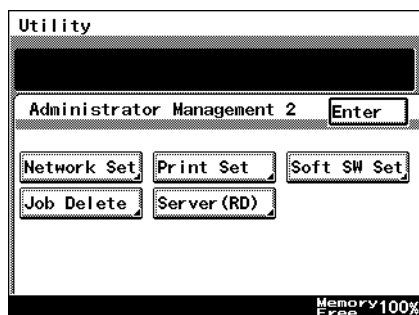 Utility
Administrator Management 2 Enter
Network Set Print Set Soft SW Set
Job Delete Server(RD)
Memory Free 100%